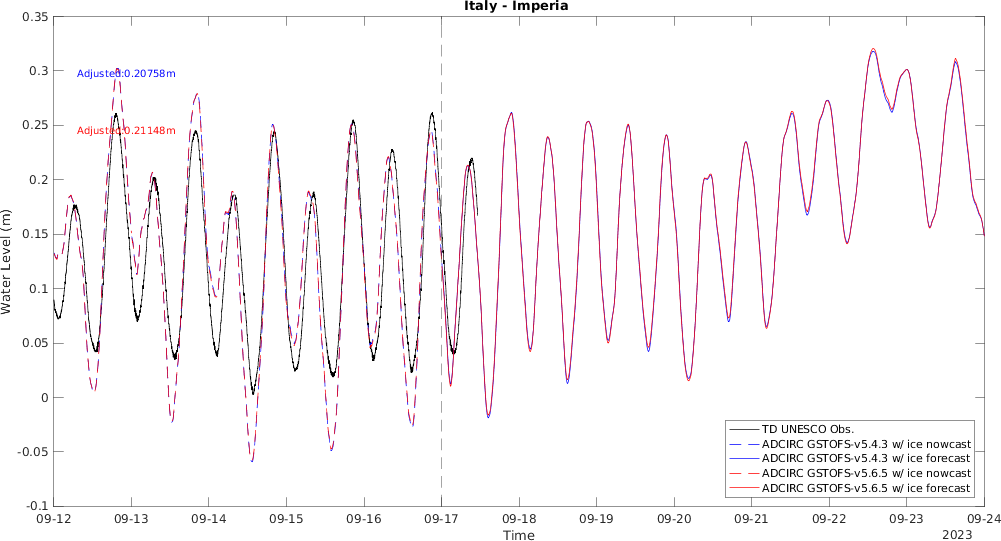 Italy - Imperia
0.35
0.3
0.25
0.2
0.15
0.1
0.05
0
-0.05
-0.1
Water Level (m)
Adjusted:0.20758m
Adjusted:0.21148m
TD UNESCO Obs.
ADCIRC GSTOFS-v5.4.3 w/ ice nowcast
ADCIRC GSTOFS-v5.4.3 w/ ice forecast
ADCIRC GSTOFS-v5.6.5 w/ ice nowcast
ADCIRC GSTOFS-v5.6.5 w/ ice forecast
09-12 09-13 09-14 09-15 09-16 09-17 09-18 09-19 09-20 09-21 09-22 09-23 09-24
Time
2023